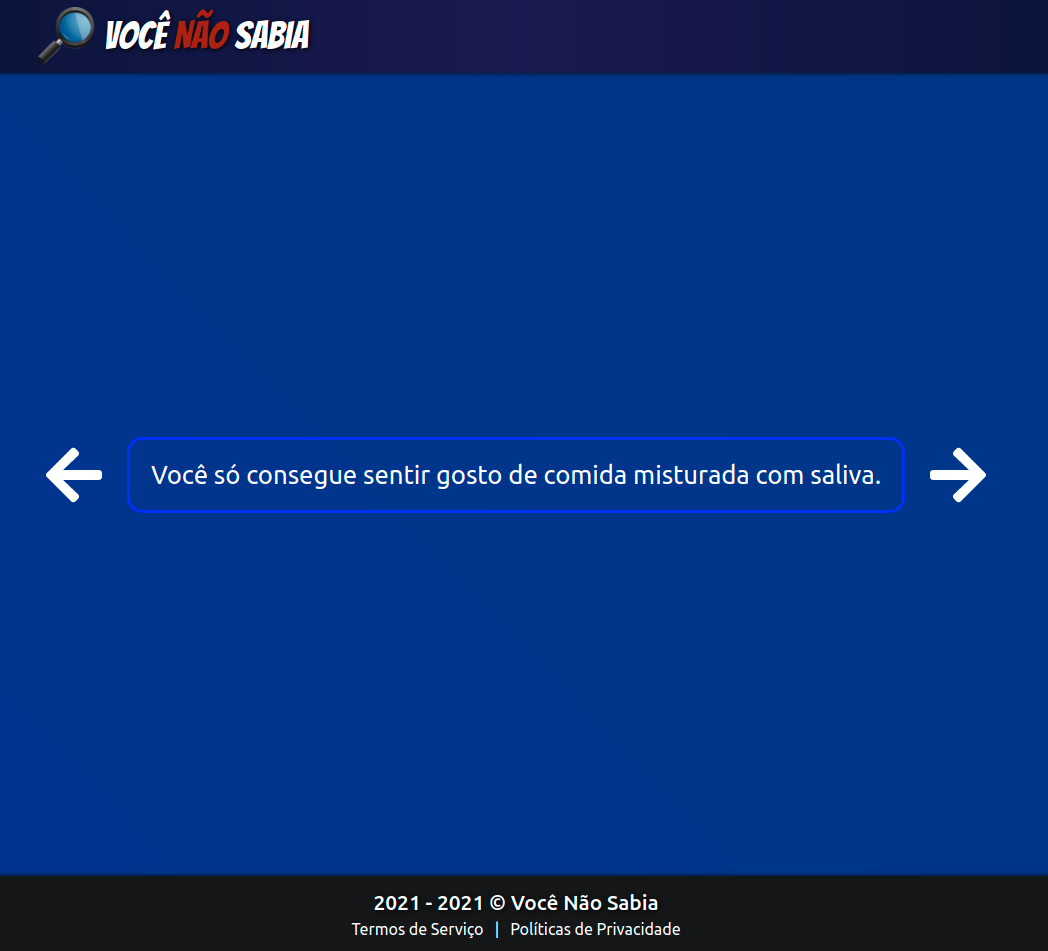 VOCÊ NÃO SABIA
Você só consegue sentir gosto de comida misturada com saliva.
2021 - 2021 © Você Não Sabia
Termos de Serviço | Políticas de Privacidade